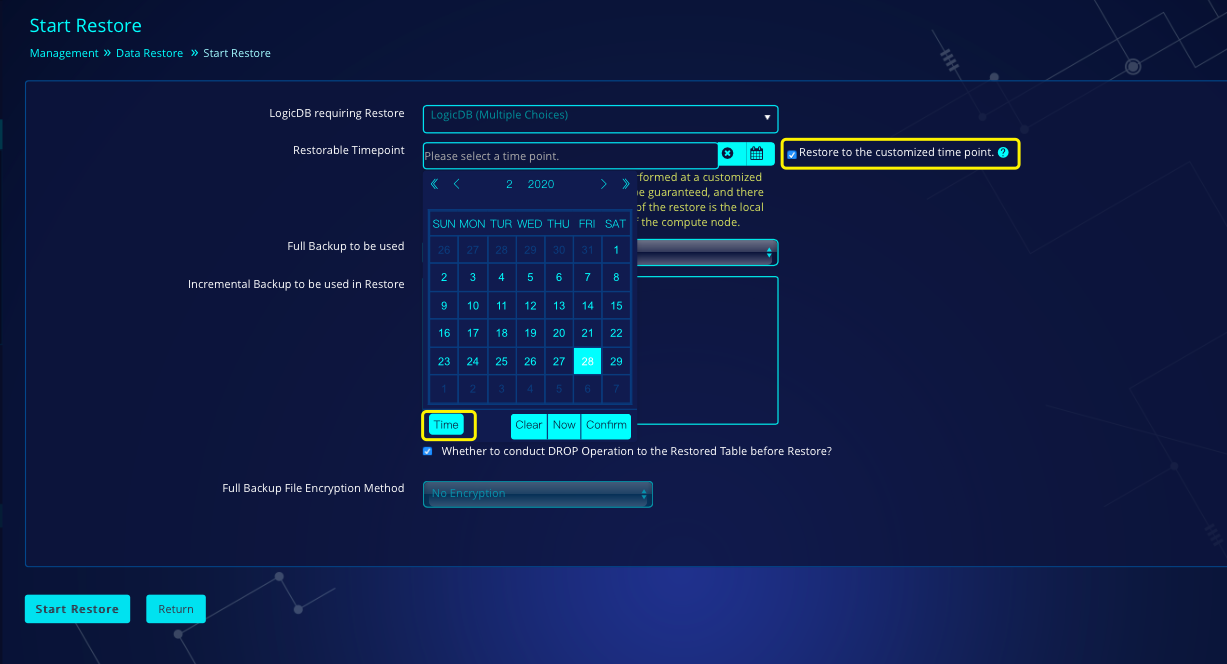 Start Restore
Management » Data Restore » Start Restore
LogicDB requiring Restore
LogicDB (Multiple Choices)
Restorable Timepoint
Please select a time point.
Restore to the customized time point. ?
rformed at a customized
be guaranteed, and there
of the restore is the local
f the compute node.
« < 2 2020 > »
SUN MON TUR WED THU FRI SAT
26 27 28 29 30 31 1
2 3 4 5 6 7 8
9 10 11 12 13 14 15
16 17 18 19 20 21 22
23 24 25 26 27 28 29
1 2 3 4 5 6 7
Time Clear Now Confirm
Full Backup to be used
Incremental Backup to be used in Restore
Whether to conduct DROP Operation to the Restored Table before Restore?
Full Backup File Encryption Method
No Encryption
Start Restore Return